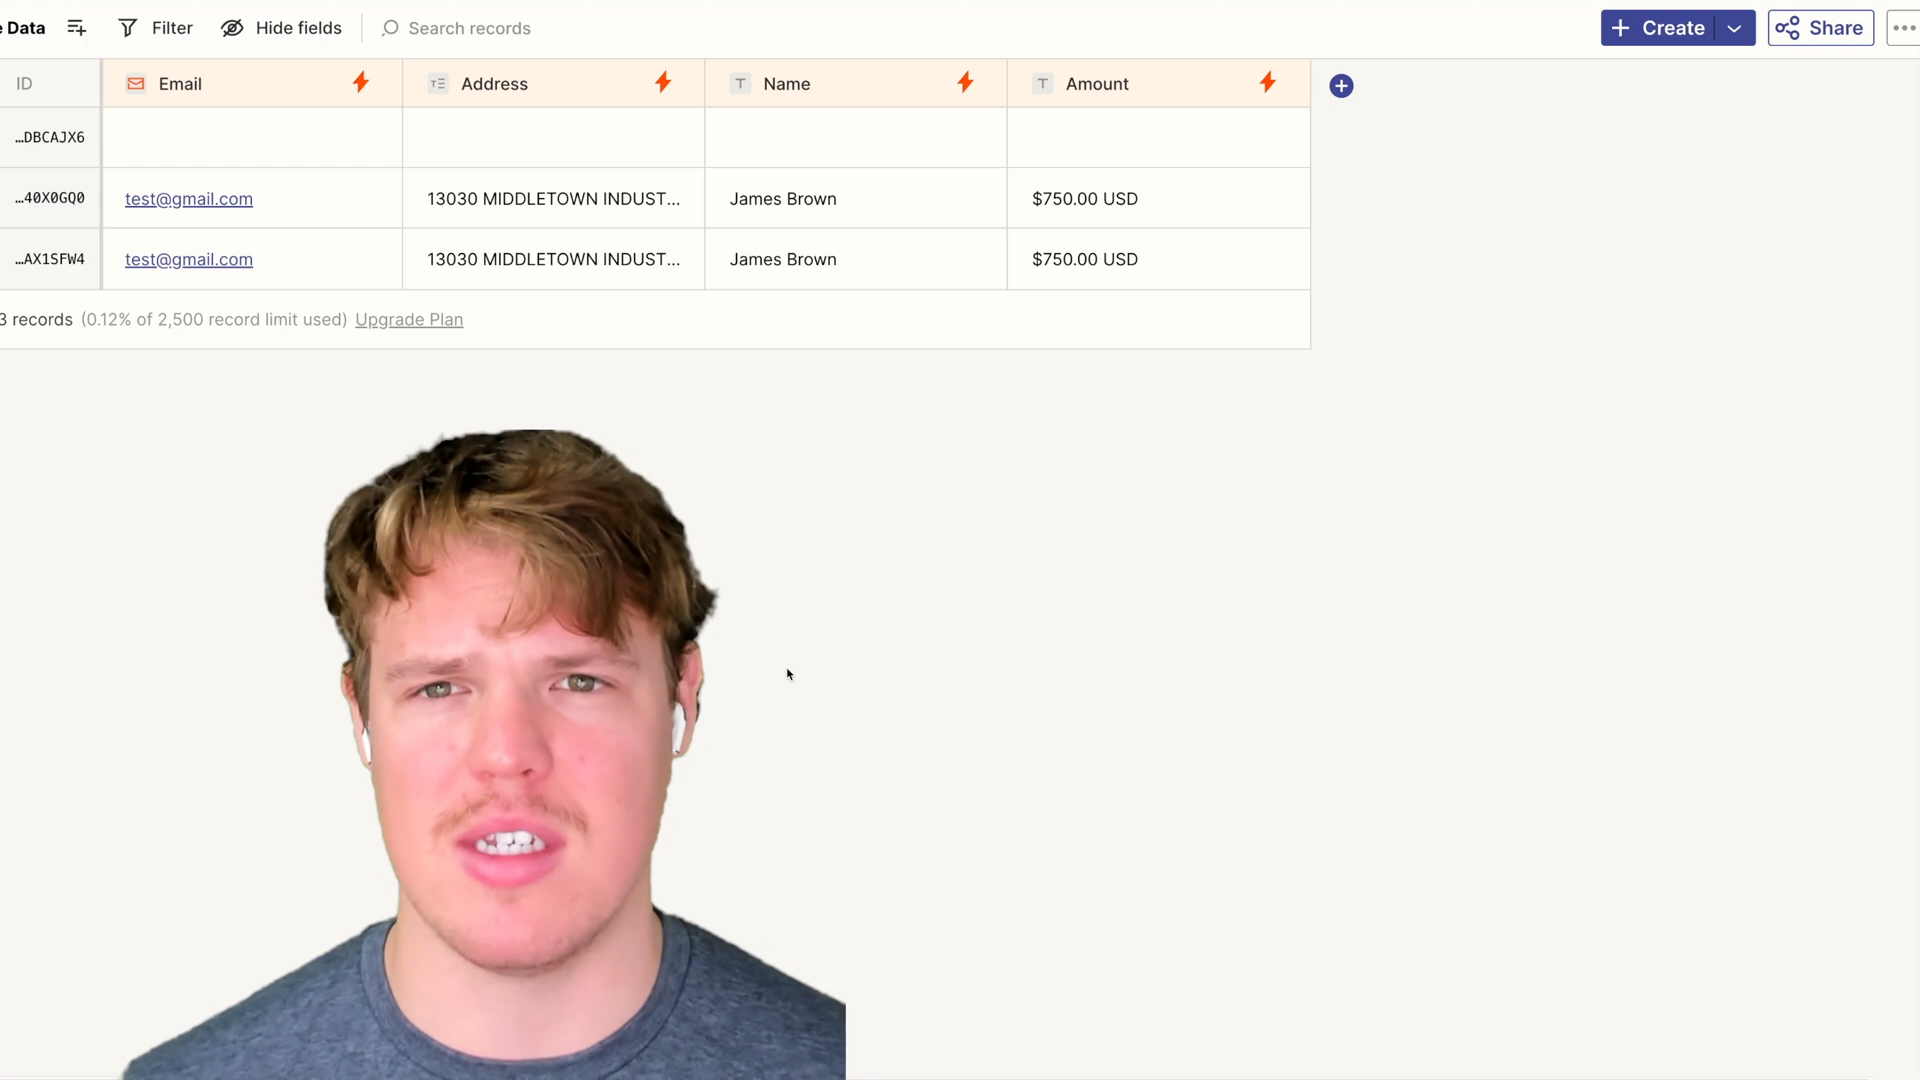 e Data Filter Hide fields Search records + Create Share
ID Email T Address T Name T Amount
…DBCAJX6
…40X0GQ0 test@gmail.com 13030 MIDDLETOWN INDUST... James Brown $750.00 USD
…AX1SFW4 test@gmail.com 13030 MIDDLETOWN INDUST... James Brown $750.00 USD
3 records (0.12% of 2,500 record limit used) Upgrade Plan